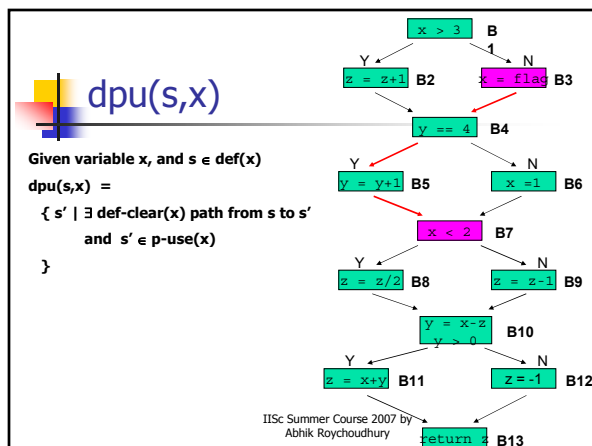 dpu(s,x)
Given variable x, and s ∈ def(x)
dpu(s,x) =
{ s' | ∃ def-clear(x) path from s to s'
and s' ∈ p-use(x)
}
x > 3
B
1
Y
N
z = z+1
B2
x = flag
B3
y == 4
B4
Y
N
y = y+1
B5
x =1
B6
x < 2
B7
Y
N
z = z/2
B8
z = z-1
B9
y = x-z
y > 0
B10
Y
N
z = x+y
B11
z = -1
B12
return z
B13
IISc Summer Course 2007 by
Abhik Roychoudhury